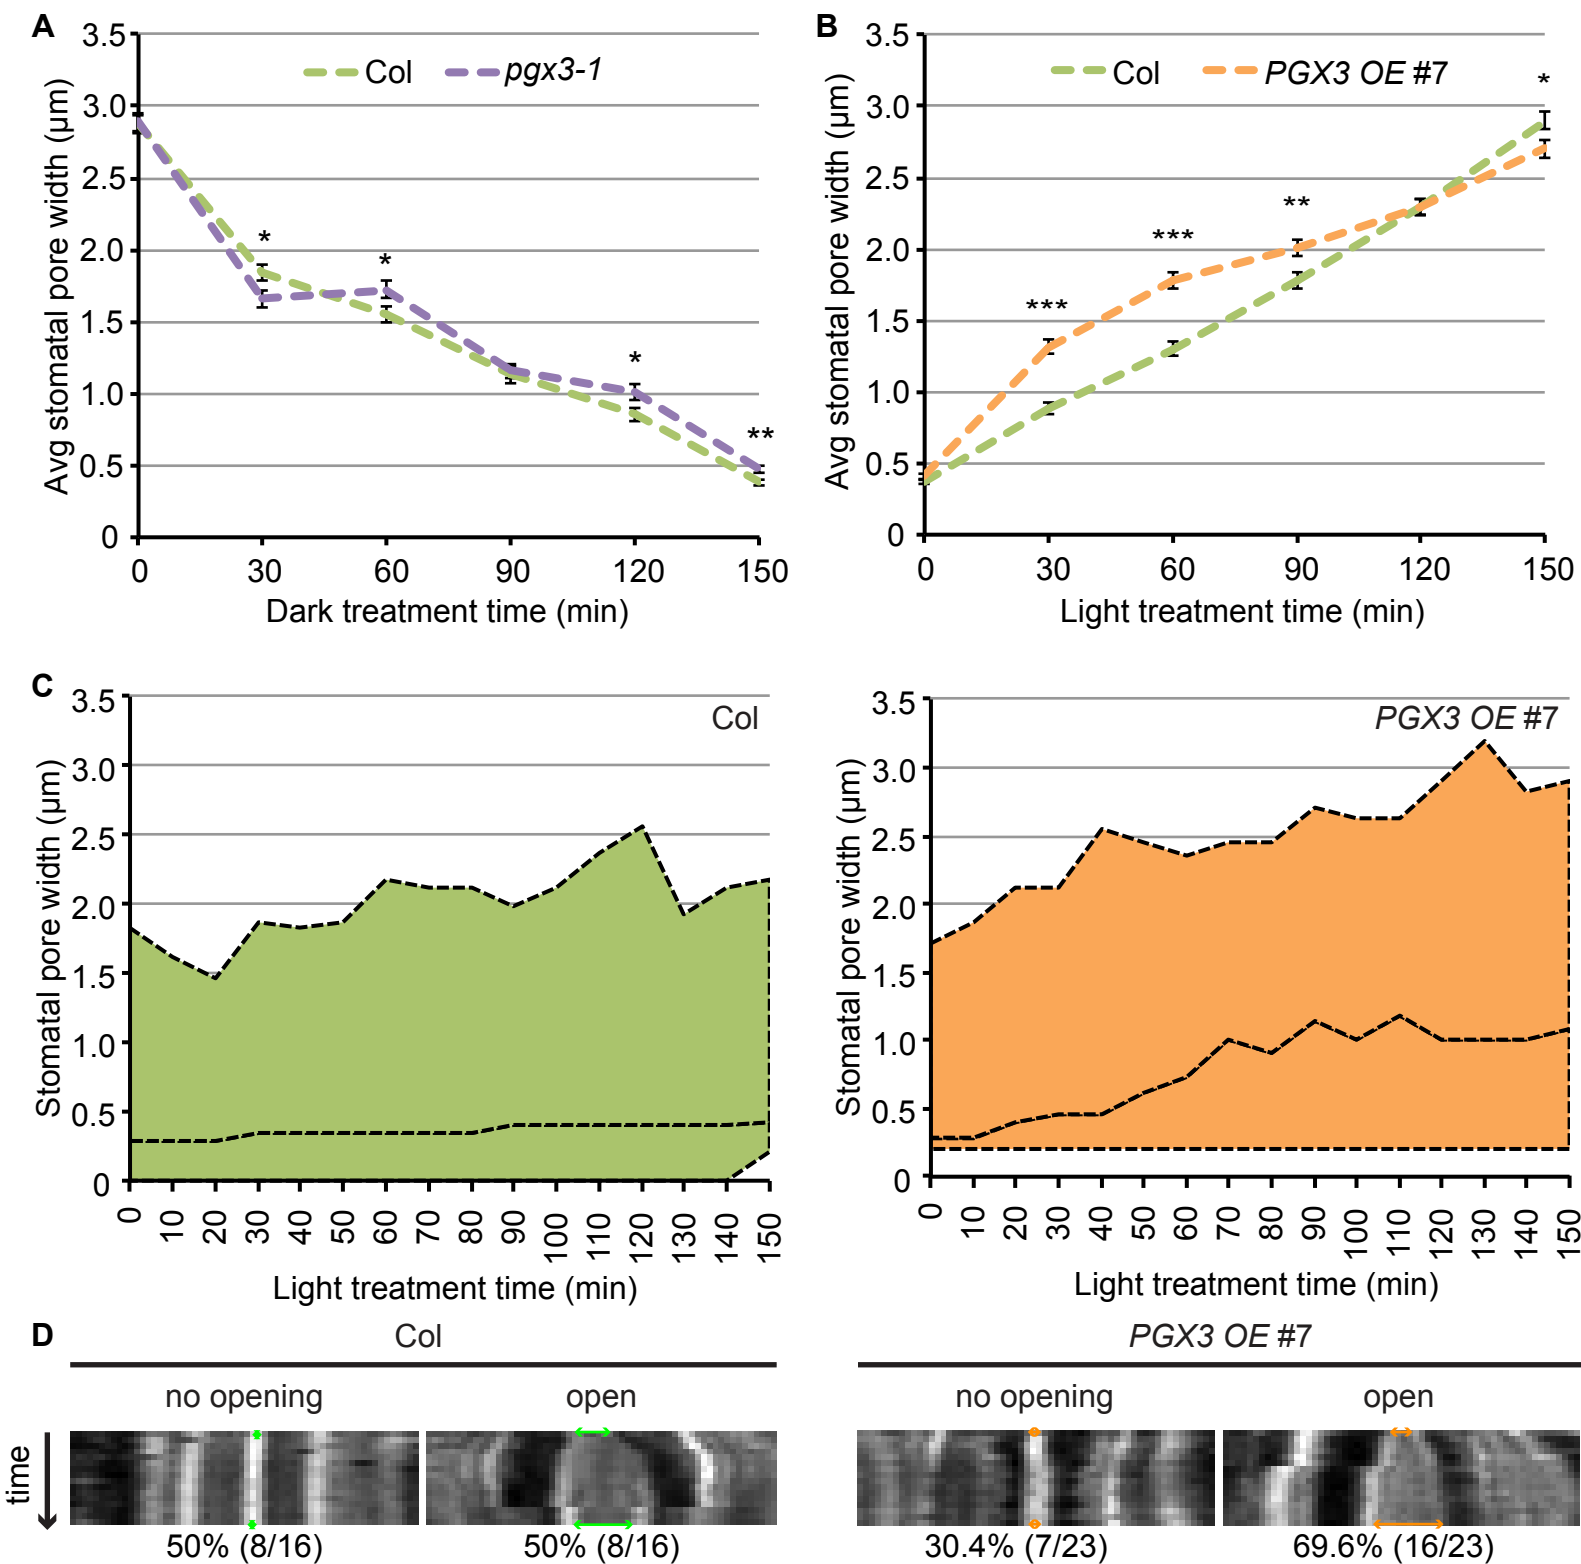 A
3.5
3.0
2.5
2.0
1.5
1.0
0.5
0
Avg stomatal pore width (µm)
Col
pgx3-1
*
*
*
**
0 30 60 90 120 150
Dark treatment time (min)
B
3.5
3.0
2.5
2.0
1.5
1.0
0.5
0
Avg stomatal pore width (µm)
Col
PGX3 OE #7
***
***
**
*
0 30 60 90 120 150
Light treatment time (min)
C
3.5
3.0
2.5
2.0
1.5
1.0
0.5
0
Stomatal pore width (µm)
Col
0 10 20 30 40 50 60 70 80 90 100 110 120 130 140 150
Light treatment time (min)
3.5
3.0
2.5
2.0
1.5
1.0
0.5
0
Stomatal pore width (µm)
PGX3 OE #7
0 10 20 30 40 50 60 70 80 90 100 110 120 130 140 150
Light treatment time (min)
D
Col
no opening
open
time
50% (8/16)
50% (8/16)
PGX3 OE #7
no opening
open
30.4% (7/23)
69.6% (16/23)